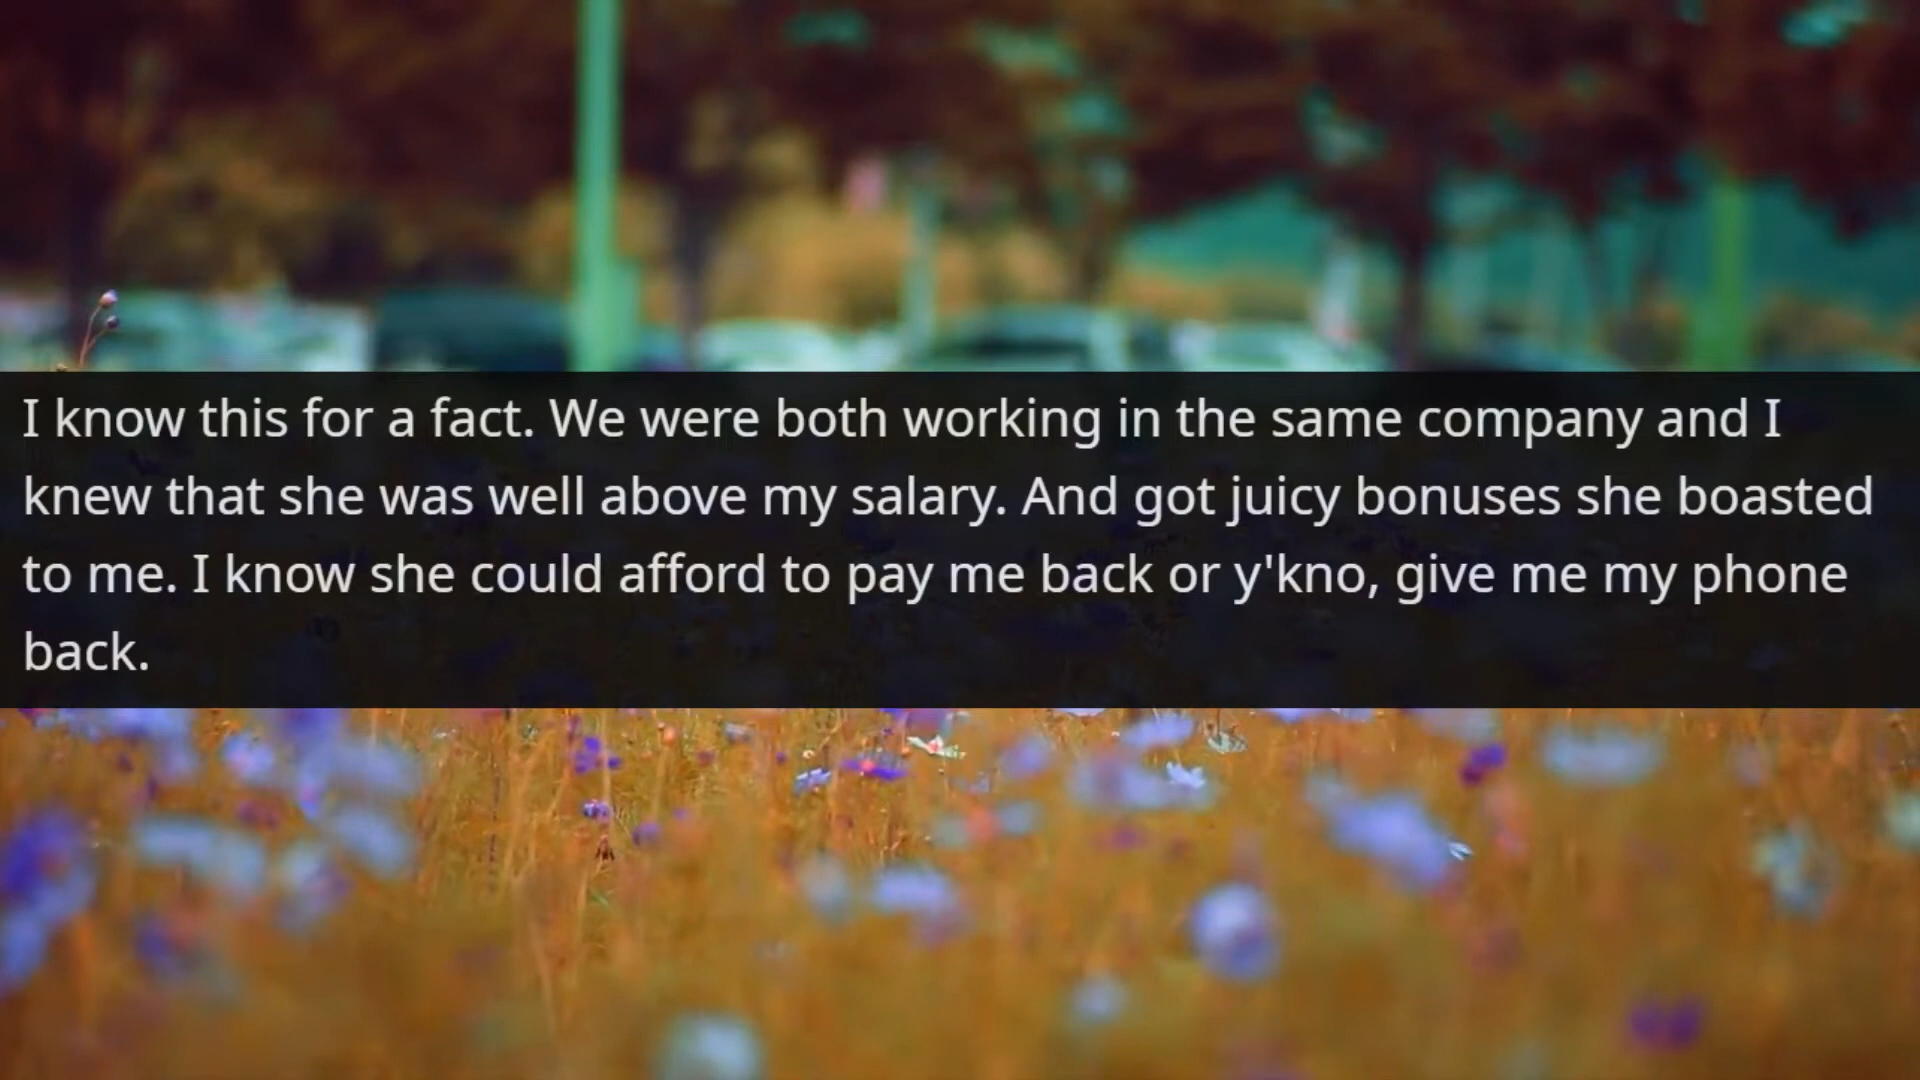 I know this for a fact. We were both working in the same company and I
knew that she was well above my salary. And got juicy bonuses she boasted
to me. I know she could afford to pay me back or y'kno, give me my phone
back.